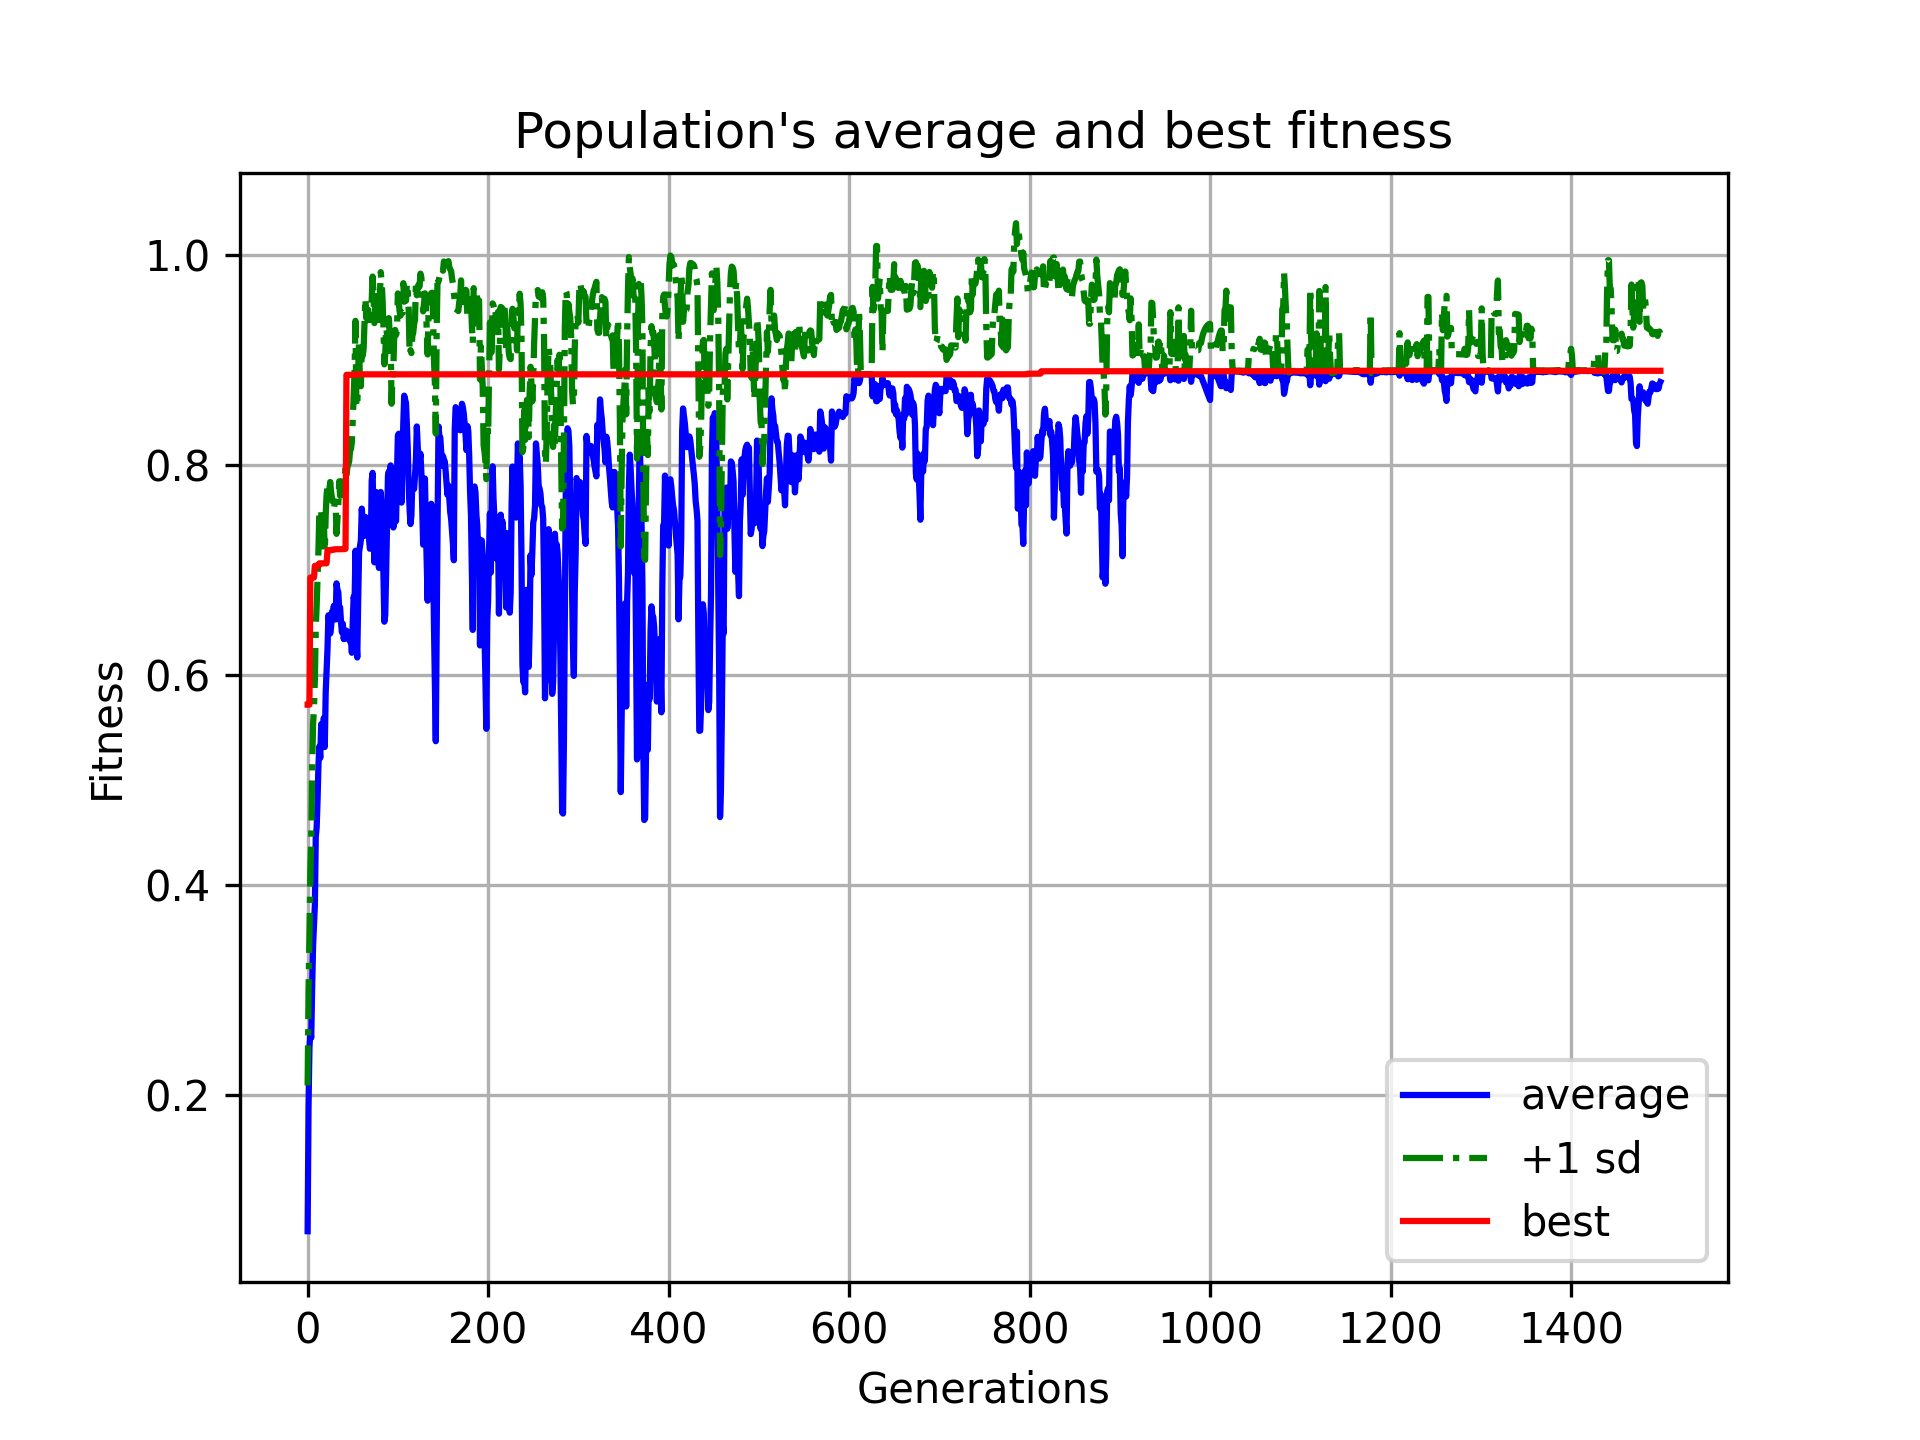 Population's average and best fitness
1.0
0.8
0.6
0.4
0.2
Fitness
0 200 400 600 800 1000 1200 1400
Generations
average
+1 sd
best